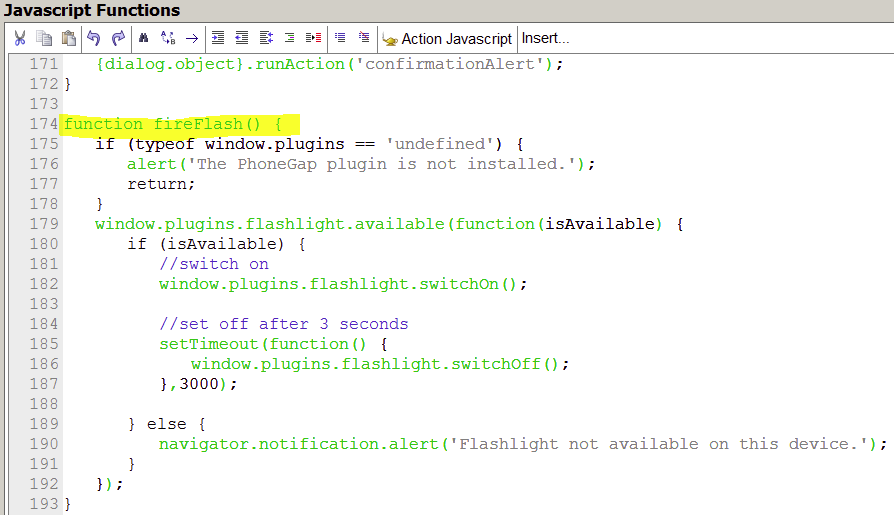 Javascript Functions
Action Javascript Insert...
171 {dialog.object}.runAction('confirmationAlert');
172 }
173
174 function fireFlash() {
175 if (typeof window.plugins == 'undefined') {
176 alert('The PhoneGap plugin is not installed.');
177 return;
178 }
179 window.plugins.flashlight.available(function(isAvailable) {
180 if (isAvailable) {
181 //switch on
182 window.plugins.flashlight.switchOn();
183
184 //set off after 3 seconds
185 setTimeout(function() {
186 window.plugins.flashlight.switchOff();
187 },3000);
188
189 } else {
190 navigator.notification.alert('Flashlight not available on this device.');
191 }
192 });
193 }